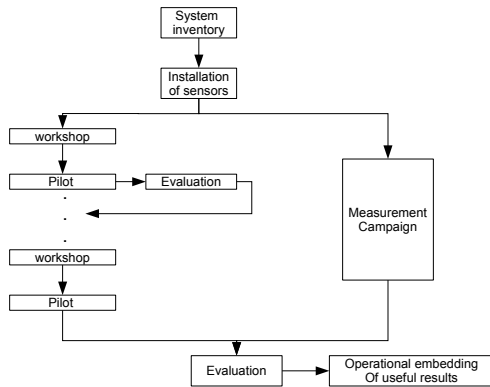 System
inventory
Installation
of sensors
workshop
Pilot
Evaluation
Measurement
Campaign
workshop
Pilot
Evaluation
Operational embedding
Of useful results